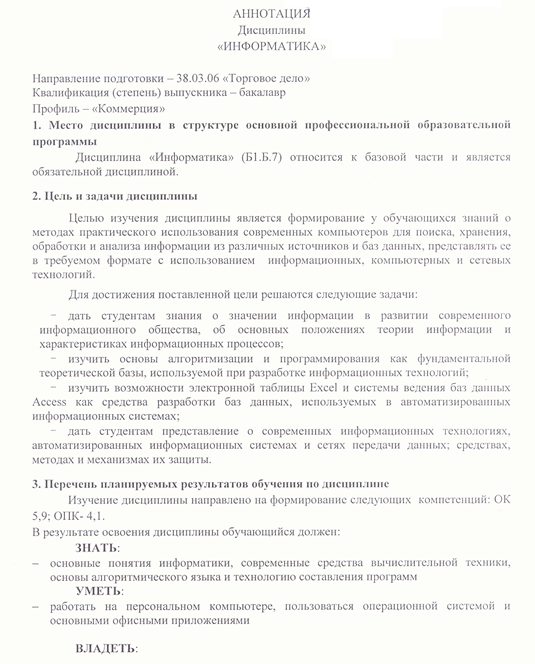 АННОТАЦИЯ
Дисциплины
«ИНФОРМАТИКА»
Направление подготовки – 38.03.06 «Торговое дело»
Квалификация (степень) выпускника – бакалавр
Профиль – «Коммерция»
1. Место дисциплины в структуре основной профессиональной образовательной
программы
Дисциплина «Информатика» (Б1.Б.7) относится к базовой части и является
обязательной дисциплиной.
2. Цель и задачи дисциплины
Целью изучения дисциплины является формирование у обучающихся знаний о
методах практического использования современных компьютеров для поиска, хранения,
обработки и анализа информации из различных источников и баз данных, представлять ее
в требуемом формате с использованием информационных, компьютерных и сетевых
технологий.
Для достижения поставленной цели решаются следующие задачи:
− дать студентам знания о значении информации в развитии современного
информационного общества, об основных положениях теории информации и
характеристиках информационных процессов;
− изучить основы алгоритмизации и программирования как фундаментальной
теоретической базы, используемой при разработке информационных технологий;
− изучить возможности электронной таблицы Excel и системы ведения баз данных
Access как средства разработки баз данных, используемых в автоматизированных
информационных системах;
− дать студентам представление о современных информационных технологиях,
автоматизированных информационных системах и сетях передачи данных; средствах,
методах и механизмах их защиты.
3. Перечень планируемых результатов обучения по дисциплине
Изучение дисциплины направлено на формирование следующих компетенций: ОК
5,9; ОПК- 4,1.
В результате освоения дисциплины обучающийся должен:
ЗНАТЬ:
– основные понятия информатики, современные средства вычислительной техники,
основы алгоритмического языка и технологию составления программ
УМЕТЬ:
– работать на персональном компьютере, пользоваться операционной системой и
основными офисными приложениями
ВЛАДЕТЬ: